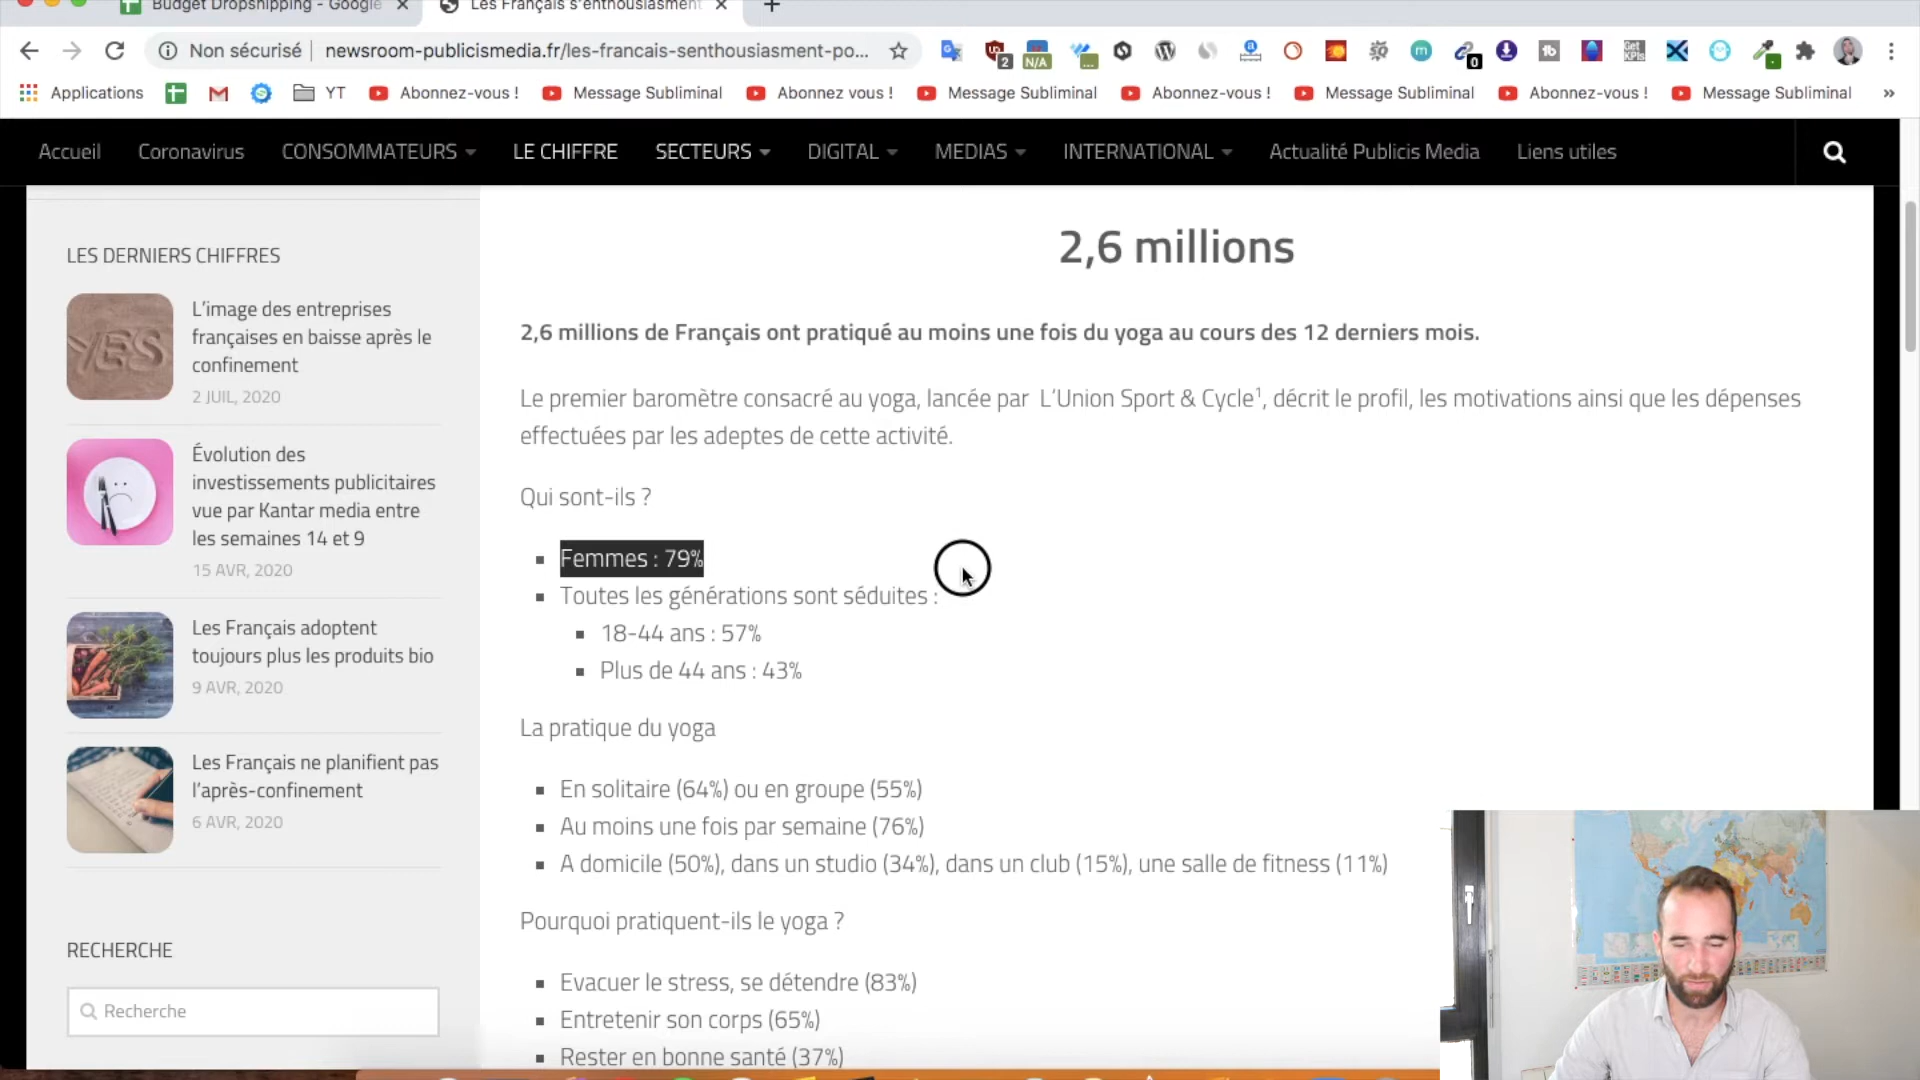 Budget Dropshipping - Google
Les Français s'enthousiasment
Non sécurisé
newsroom-publicismedia.fr/les-francais-senthousiasment-po...
2
N/A
...
0
Applications
YT
Abonnez-vous !
Message Subliminal
Abonnez vous !
Message Subliminal
Abonnez-vous !
Message Subliminal
Abonnez-vous !
Message Subliminal
»
Accueil
Coronavirus
CONSOMMATEURS
LE CHIFFRE
SECTEURS
DIGITAL
MEDIAS
INTERNATIONAL
Actualité Publicis Media
Liens utiles
LES DERNIERS CHIFFRES
YES
L'image des entreprises
françaises en baisse après le
confinement
2 JUIL, 2020
Évolution des
investissements publicitaires
vue par Kantar media entre
les semaines 14 et 9
15 AVR, 2020
Les Français adoptent
toujours plus les produits bio
9 AVR, 2020
Les Français ne planifient pas
l'après-confinement
6 AVR, 2020
RECHERCHE
Recherche
2,6 millions
2,6 millions de Français ont pratiqué au moins une fois du yoga au cours des 12 derniers mois.
Le premier baromètre consacré au yoga, lancée par L'Union Sport & Cycle¹, décrit le profil, les motivations ainsi que les dépenses
effectuées par les adeptes de cette activité.
Qui sont-ils ?
Femmes : 79%
Toutes les générations sont séduites :
18-44 ans : 57%
Plus de 44 ans : 43%
La pratique du yoga
En solitaire (64%) ou en groupe (55%)
Au moins une fois par semaine (76%)
A domicile (50%), dans un studio (34%), dans un club (15%), une salle de fitness (11%)
Pourquoi pratiquent-ils le yoga ?
Evacuer le stress, se détendre (83%)
Entretenir son corps (65%)
Rester en bonne santé (37%)